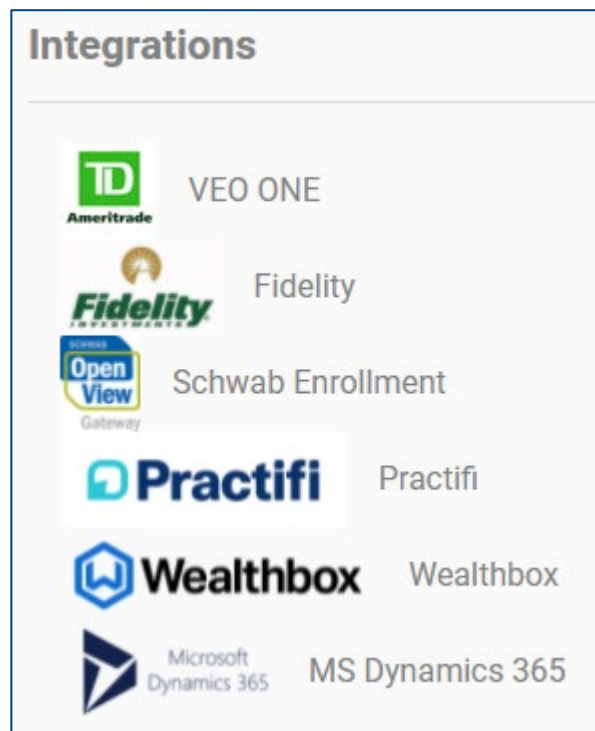 Integrations
TD
Ameritrade
VEO ONE
Fidelity
INVESTMENTS
Fidelity
SCHWAB
Open
View
Gateway
Schwab Enrollment
Practifi
Practifi
Wealthbox
Wealthbox
Microsoft
Dynamics 365
MS Dynamics 365